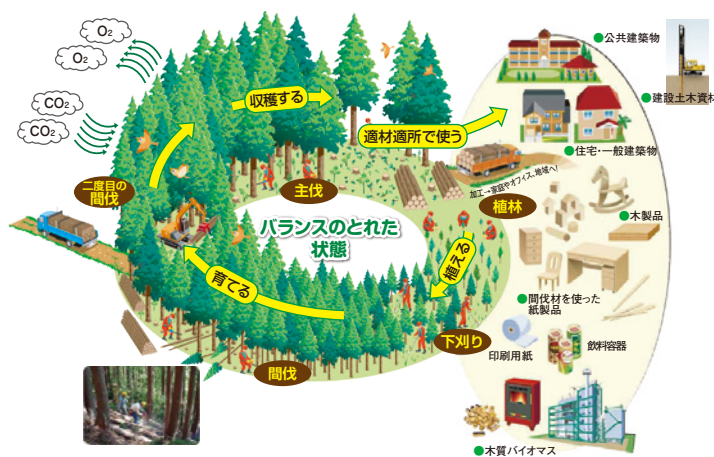 O₂
O₂
CO₂
CO₂
収穫する
適材適所で使う
二度目の
間伐
主伐
加工→家庭やオフィス、地域へ!
植林
バランスのとれた
状態
植える
育てる
下刈り
間伐
●公共建築物
●建設土木資材
●住宅・一般建築物
●木製品
●間伐材を使った
紙製品
印刷用紙
飲料容器
●木質バイオマス